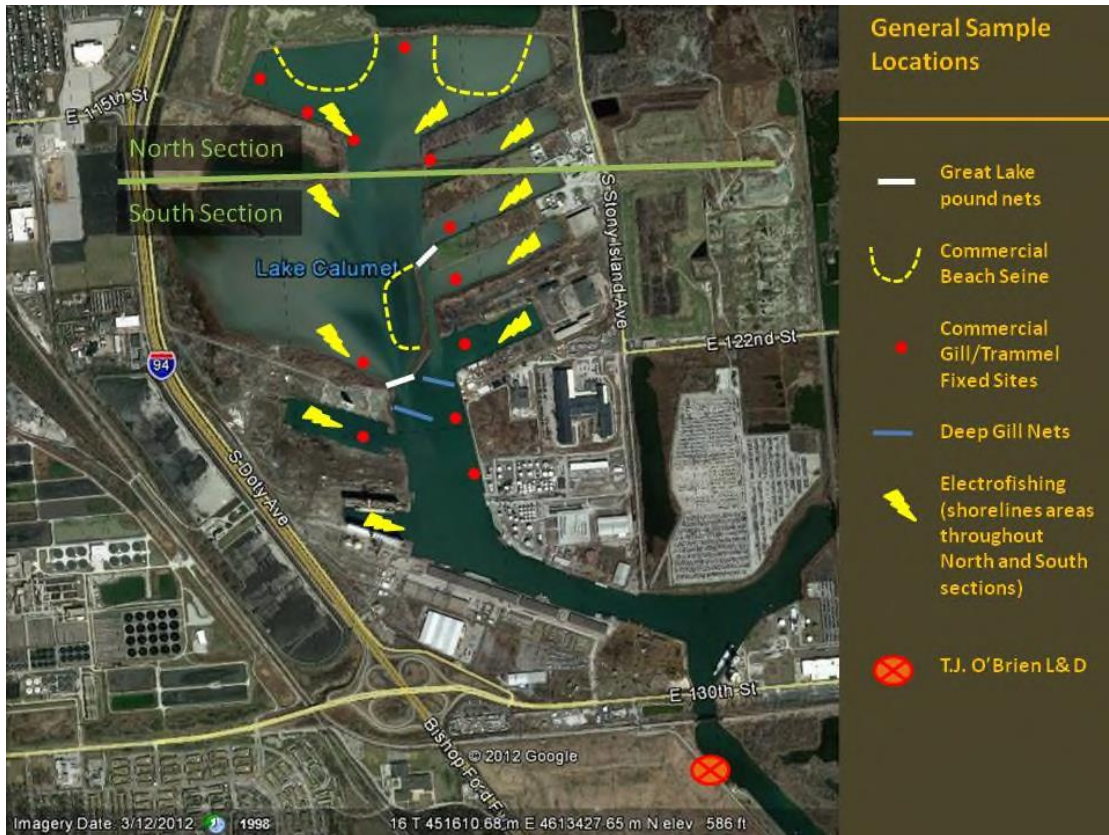 E 115th St
North Section
South Section
Lake Calumet
S Stony Island Ave
E 122nd St
94
S Doty Ave
E 130th St
© 2012 Google
Imagery Date: 3/12/2012
1998
16 T 451610.68 m E 4613427.65 m N elev 586 ft
General Sample
Locations
Great Lake
pound nets
Commercial
Beach Seine
Commercial
Gill/Trammel
Fixed Sites
Deep Gill Nets
Electrofishing
(shorelines areas
throughout
North and South
sections)
T.J. O'Brien L& D